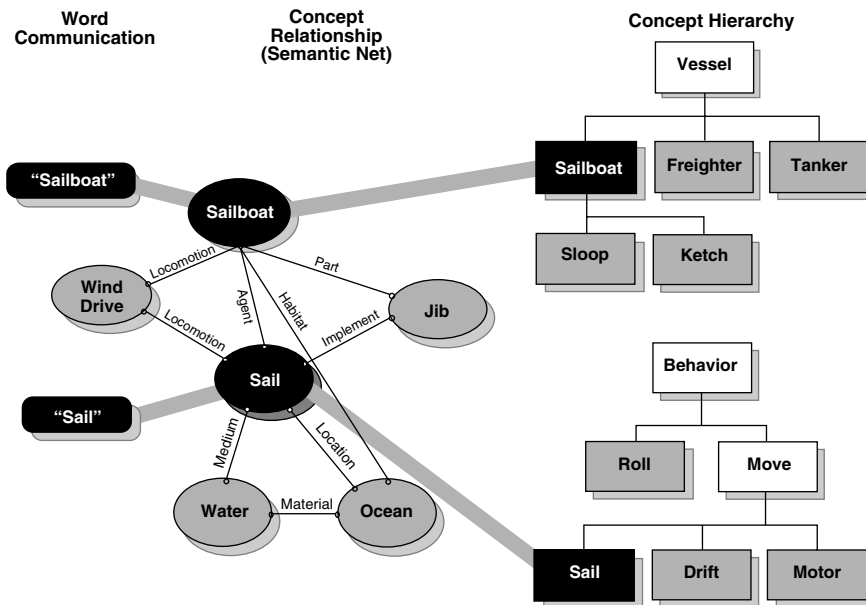 Word
Communication
Concept
Relationship
(Semantic Net)
Concept Hierarchy
Vessel
Sailboat
Freighter
Tanker
Sloop
Ketch
“Sailboat”
Sailboat
Locomotion
Part
Wind
Drive
Agent
Habitat
Jib
Locomotion
Implement
Sail
“Sail”
Medium
Location
Water
Material
Ocean
Behavior
Roll
Move
Sail
Drift
Motor